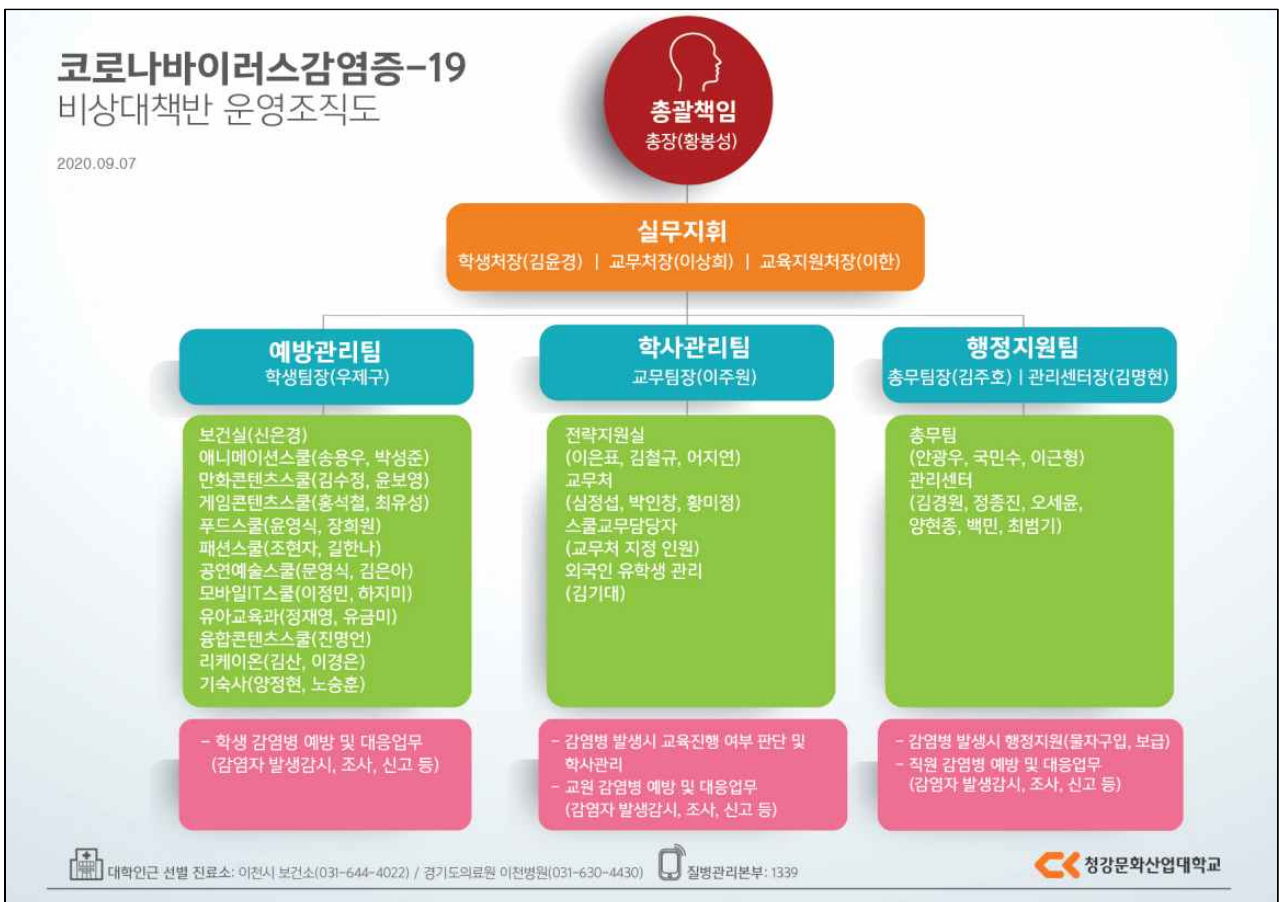 코로나바이러스감염증-19
비상대책반 운영조직도
2020.09.07
총괄책임
총장(황봉성)
실무지휘
학생처장(김윤경) | 교무처장(이상희) | 교육지원처장(이한)
예방관리팀
학생팀장(우제구)
보건실(신은경)
애니메이션스쿨(송용우, 박성준)
만화콘텐츠스쿨(김수정, 윤보영)
게임콘텐츠스쿨(홍석철, 최유성)
푸드스쿨(윤영식, 장희원)
패션스쿨(조현자, 길한나)
공연예술스쿨(문영식, 김은아)
모바일IT스쿨(이정민, 하지미)
유아교육과(정재영, 유금미)
융합콘텐츠스쿨(진명언)
리케이온(김산, 이경은)
기숙사(양정현, 노승훈)
- 학생 감염병 예방 및 대응업무
(감염자 발생감시, 조사, 신고 등)
학사관리팀
교무팀장(이주원)
전략지원실
(이은표, 김철규, 어지연)
교무처
(심정섭, 박인창, 황미정)
스쿨교무담당자
(교무처 지정 인원)
외국인 유학생 관리
(김기대)
- 감염병 발생시 교육진행 여부 판단 및
학사관리
- 교원 감염병 예방 및 대응업무
(감염자 발생감시, 조사, 신고 등)
행정지원팀
총무팀장(김주호) | 관리센터장(김명현)
총무팀
(안광우, 국민수, 이근형)
관리센터
(김경원, 정종진, 오세윤,
양현종, 백민, 최범기)
- 감염병 발생시 행정지원(물자구입, 보급)
- 직원 감염병 예방 및 대응업무
(감염자 발생감시, 조사, 신고 등)
대학인근 선별 진료소: 이천시 보건소(031-644-4022) / 경기도의료원 이천병원(031-630-4430)
질병관리본부: 1339
청강문화산업대학교